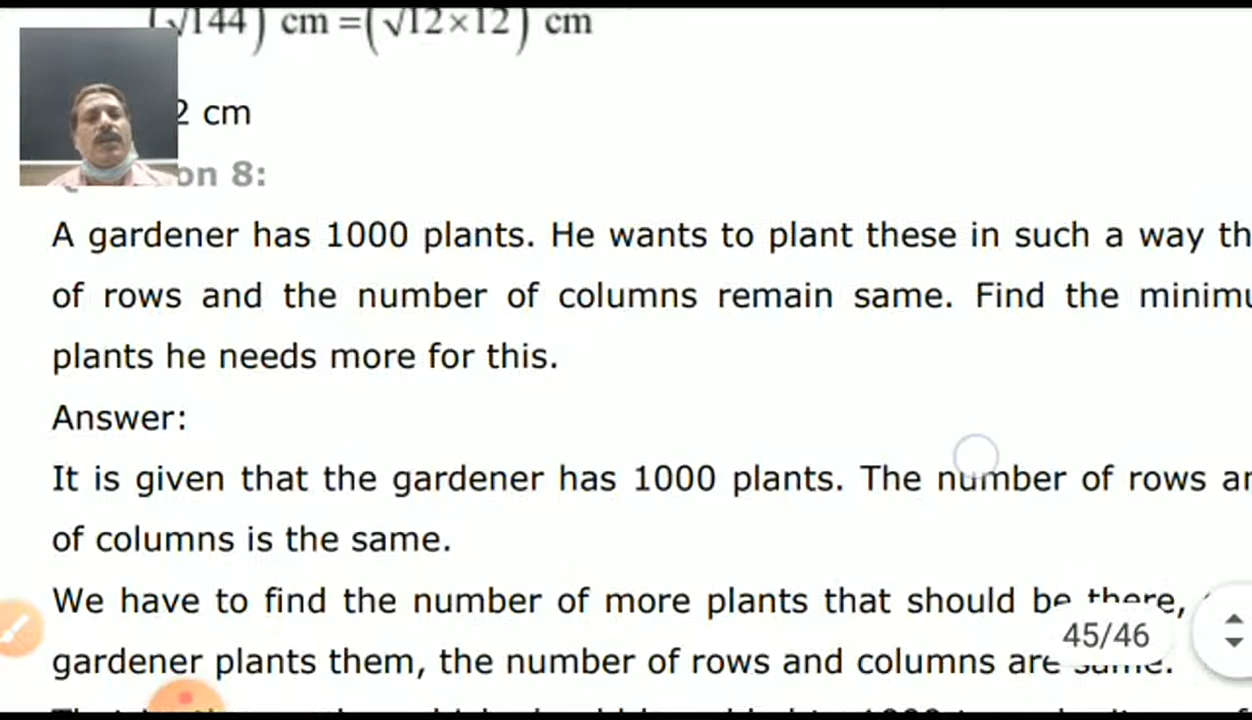 (√144) cm =(√12×12) cm
2 cm
on 8:
A gardener has 1000 plants. He wants to plant these in such a way th
of rows and the number of columns remain same. Find the minimu
plants he needs more for this.
Answer:
It is given that the gardener has 1000 plants. The number of rows an
of columns is the same.
We have to find the number of more plants that should be there,
45/46
gardener plants them, the number of rows and columns are same.